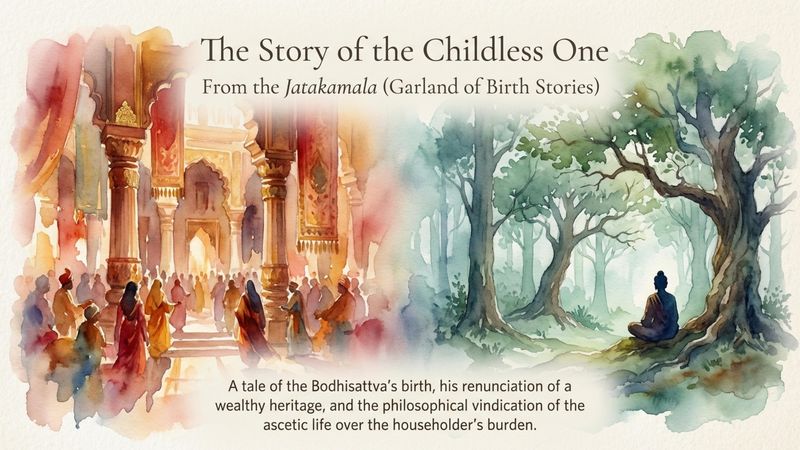 The Story of the Childless One
From the Jatakamala (Garland of Birth Stories)
A tale of the Bodhisattva's birth, his renunciation of a
wealthy heritage, and the philosophical vindication of the
ascetic life over the householder's burden.